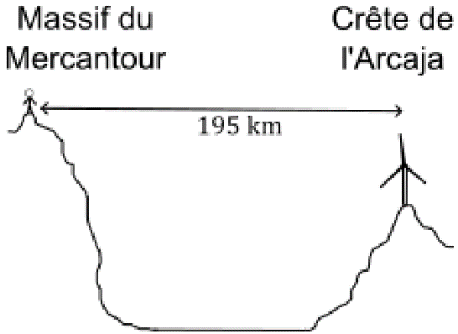 Massif du
Mercantour
Crête de
l'Arcaja
195 km